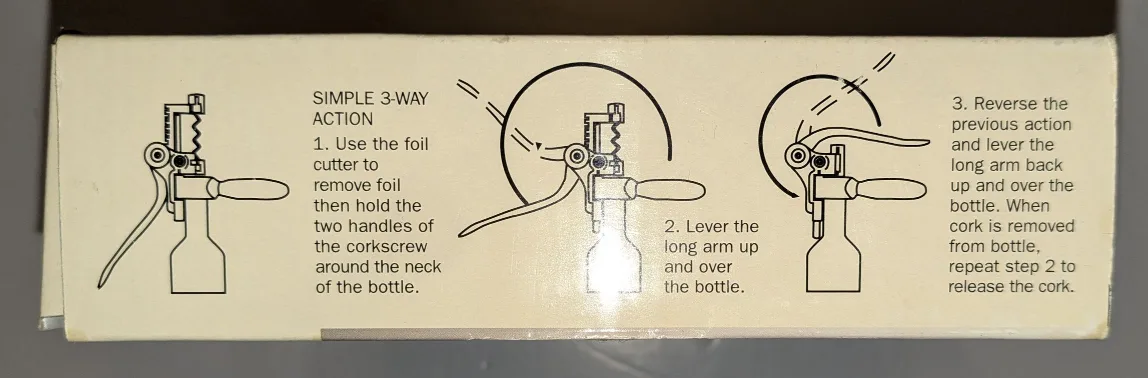 SIMPLE 3-WAY
ACTION
1. Use the foil
cutter to
remove foil
then hold the
two handles of
the corkscrew
around the neck
of the bottle.
2. Lever the
long arm up
and over
the bottle.
3. Reverse the
previous action
and lever the
long arm back
up and over the
bottle. When
cork is removed
from bottle,
repeat step 2 to
release the cork.